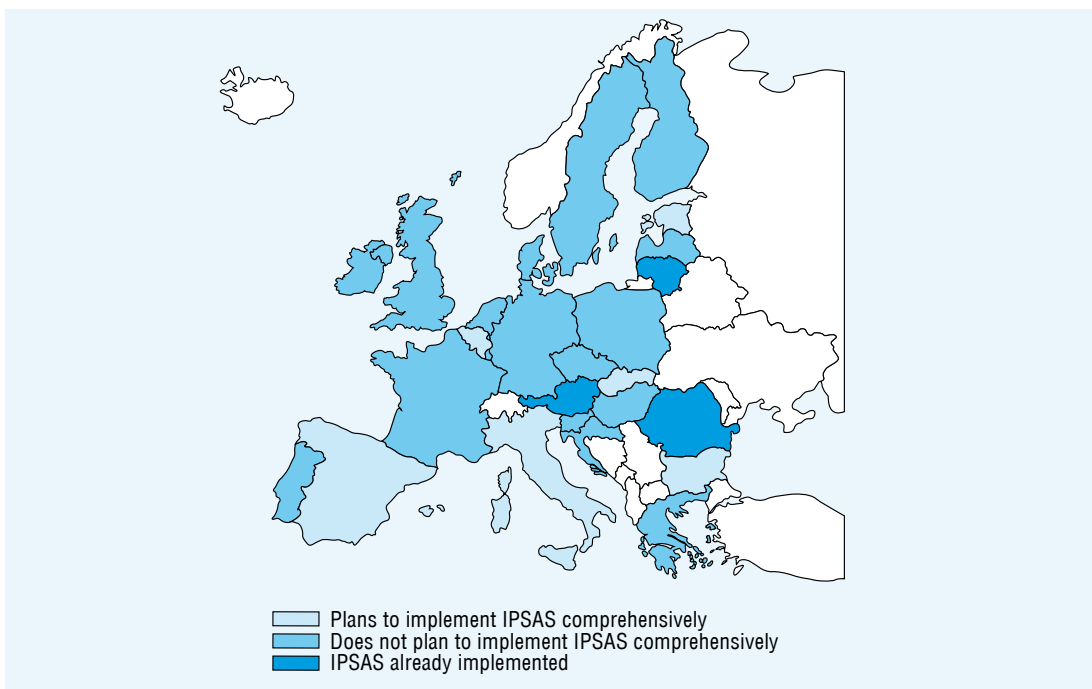 Plans to implement IPSAS comprehensively
Does not plan to implement IPSAS comprehensively
IPSAS already implemented